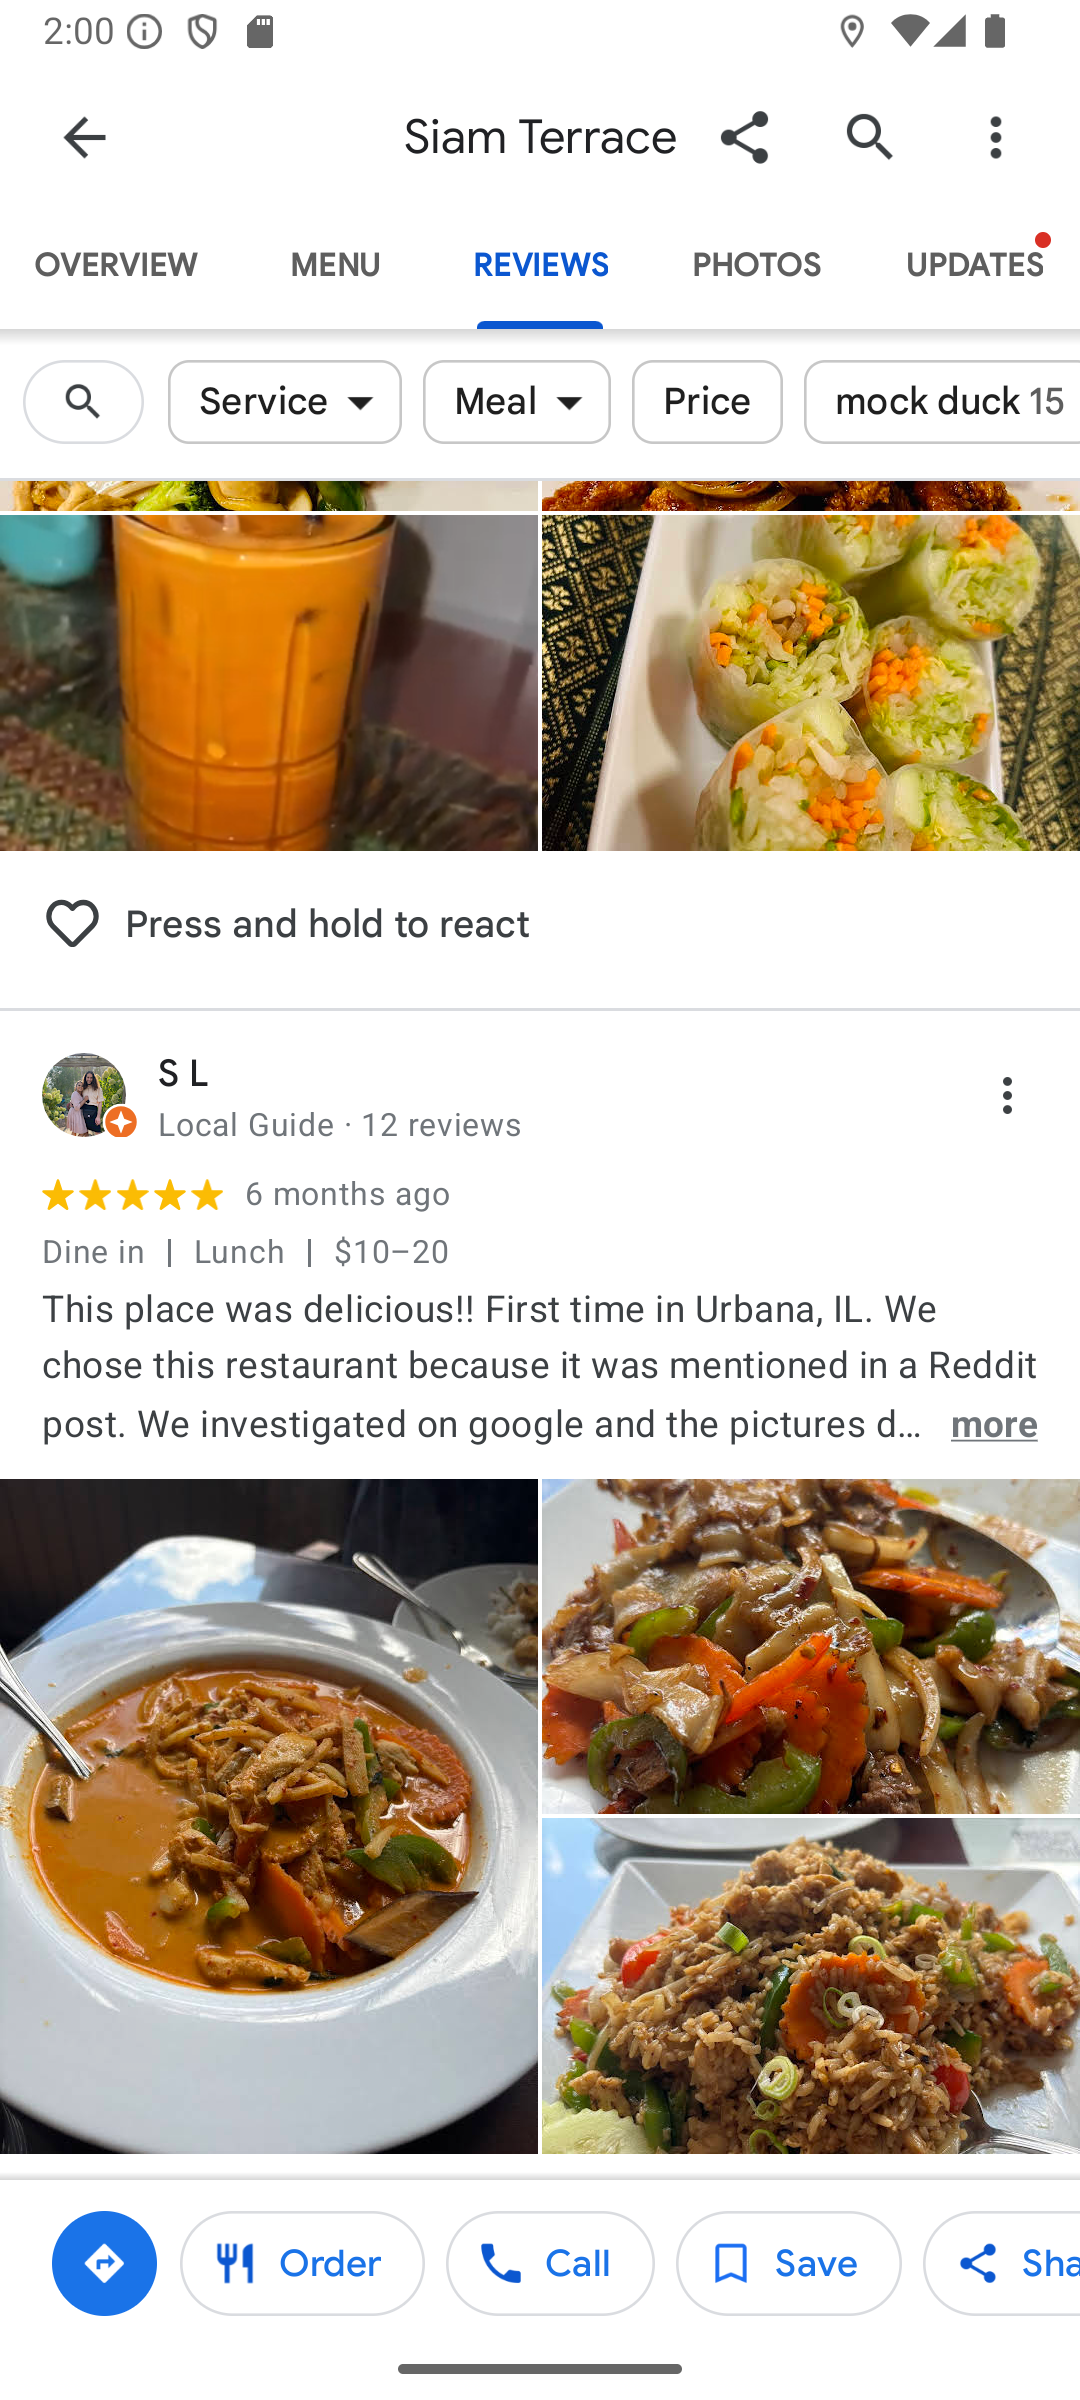 2:00
Siam Terrace
OVERVIEW MENU REVIEWS PHOTOS UPDATES
Service Meal Price mock duck 15
Press and hold to react
S L
Local Guide · 12 reviews
6 months ago
Dine in | Lunch | $10–20
This place was delicious!! First time in Urbana, IL. We
chose this restaurant because it was mentioned in a Reddit
post. We investigated on google and the pictures d... more
Order Call Save Sha